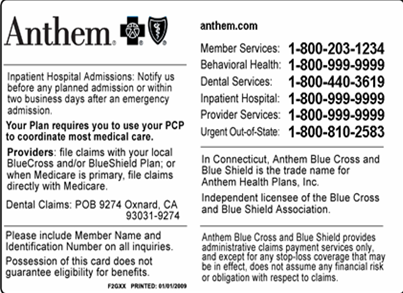 Anthem
Inpatient Hospital Admissions: Notify us
before any planned admission or within
two business days after an emergency
admission.
Your Plan requires you to use your PCP
to coordinate most medical care.
Providers: file claims with your local
BlueCross and/or BlueShield Plan; or
when Medicare is primary, file claims
directly with Medicare.
Dental Claims: POB 9274 Oxnard, CA
93031-9274
Please include Member Name and
Identification Number on all inquiries.
Possession of this card does not
guarantee eligibility for benefits.
F2GXX PRINTED: 01/01/2009
anthem.com
Member Services: 1-800-203-1234
Behavioral Health: 1-800-999-9999
Dental Services: 1-800-440-3619
Inpatient Hospital: 1-800-999-9999
Provider Services: 1-800-999-9999
Urgent Out-of-State: 1-800-810-2583
In Connecticut, Anthem Blue Cross and
Blue Shield is the trade name for
Anthem Health Plans, Inc.
Independent licensee of the Blue Cross
and Blue Shield Association.
Anthem Blue Cross and Blue Shield provides
administrative claims payment services only,
and except for any stop-loss coverage that may
be in effect, does not assume any financial risk
or obligation with respect to claims.